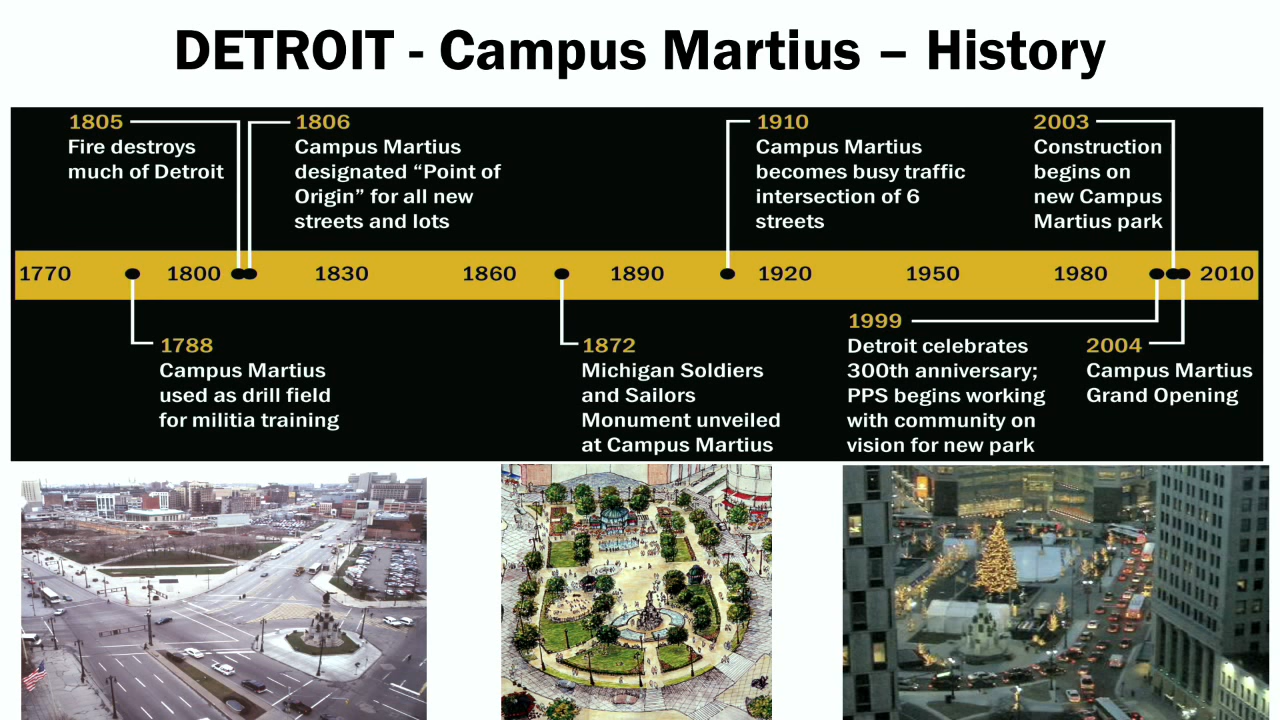 DETROIT - Campus Martius – History
1805
Fire destroys
much of Detroit
1806
Campus Martius
designated “Point of
Origin” for all new
streets and lots
1910
Campus Martius
becomes busy traffic
intersection of 6
streets
2003
Construction
begins on
new Campus
Martius park
1770 1800 1830 1860 1890 1920 1950 1980 2010
1788
Campus Martius
used as drill field
for militia training
1872
Michigan Soldiers
and Sailors
Monument unveiled
at Campus Martius
1999
Detroit celebrates
300th anniversary;
PPS begins working
with community on
vision for new park
2004
Campus Martius
Grand Opening